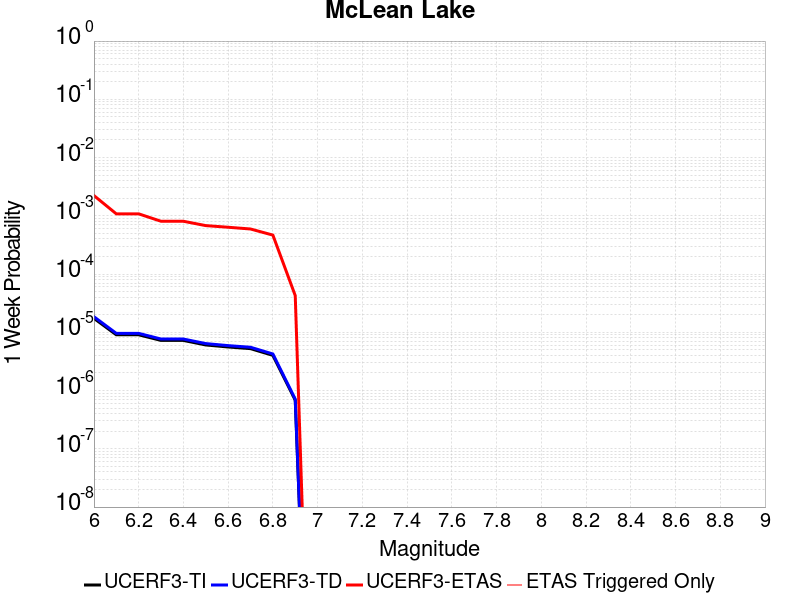 McLean Lake
10^0
10^-1
10^-2
10^-3
10^-4
10^-5
10^-6
10^-7
10^-8
1 Week Probability
6 6.2 6.4 6.6 6.8 7 7.2 7.4 7.6 7.8 8 8.2 8.4 8.6 8.8 9
Magnitude
UCERF3-TI UCERF3-TD UCERF3-ETAS ETAS Triggered Only